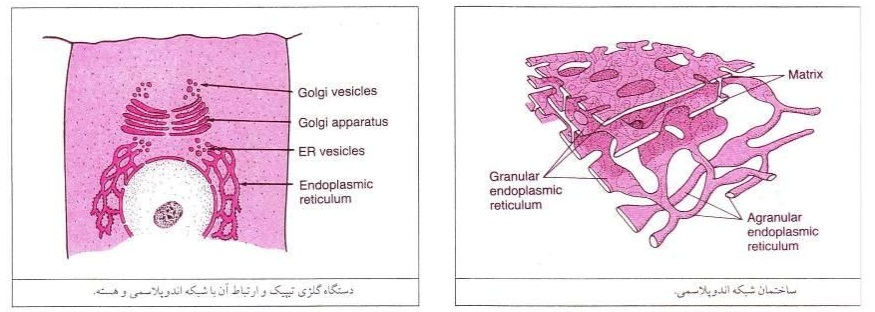 Golgi vesicles
Golgi apparatus
ER vesicles
Endoplasmic
reticulum
دستگاه گلژی تیپیک و ارتباط آن با شبکه اندوپلاسمی و هسته.
Matrix
Granular
endoplasmic
reticulum
Agranular
endoplasmic
reticulum
ساختمان شبکه اندوپلاسمی.